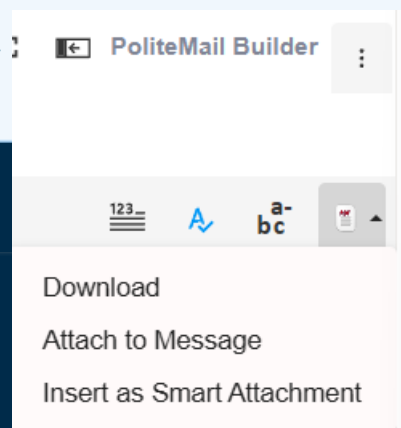 PoliteMail Builder
123
a-
bc
Download
Attach to Message
Insert as Smart Attachment